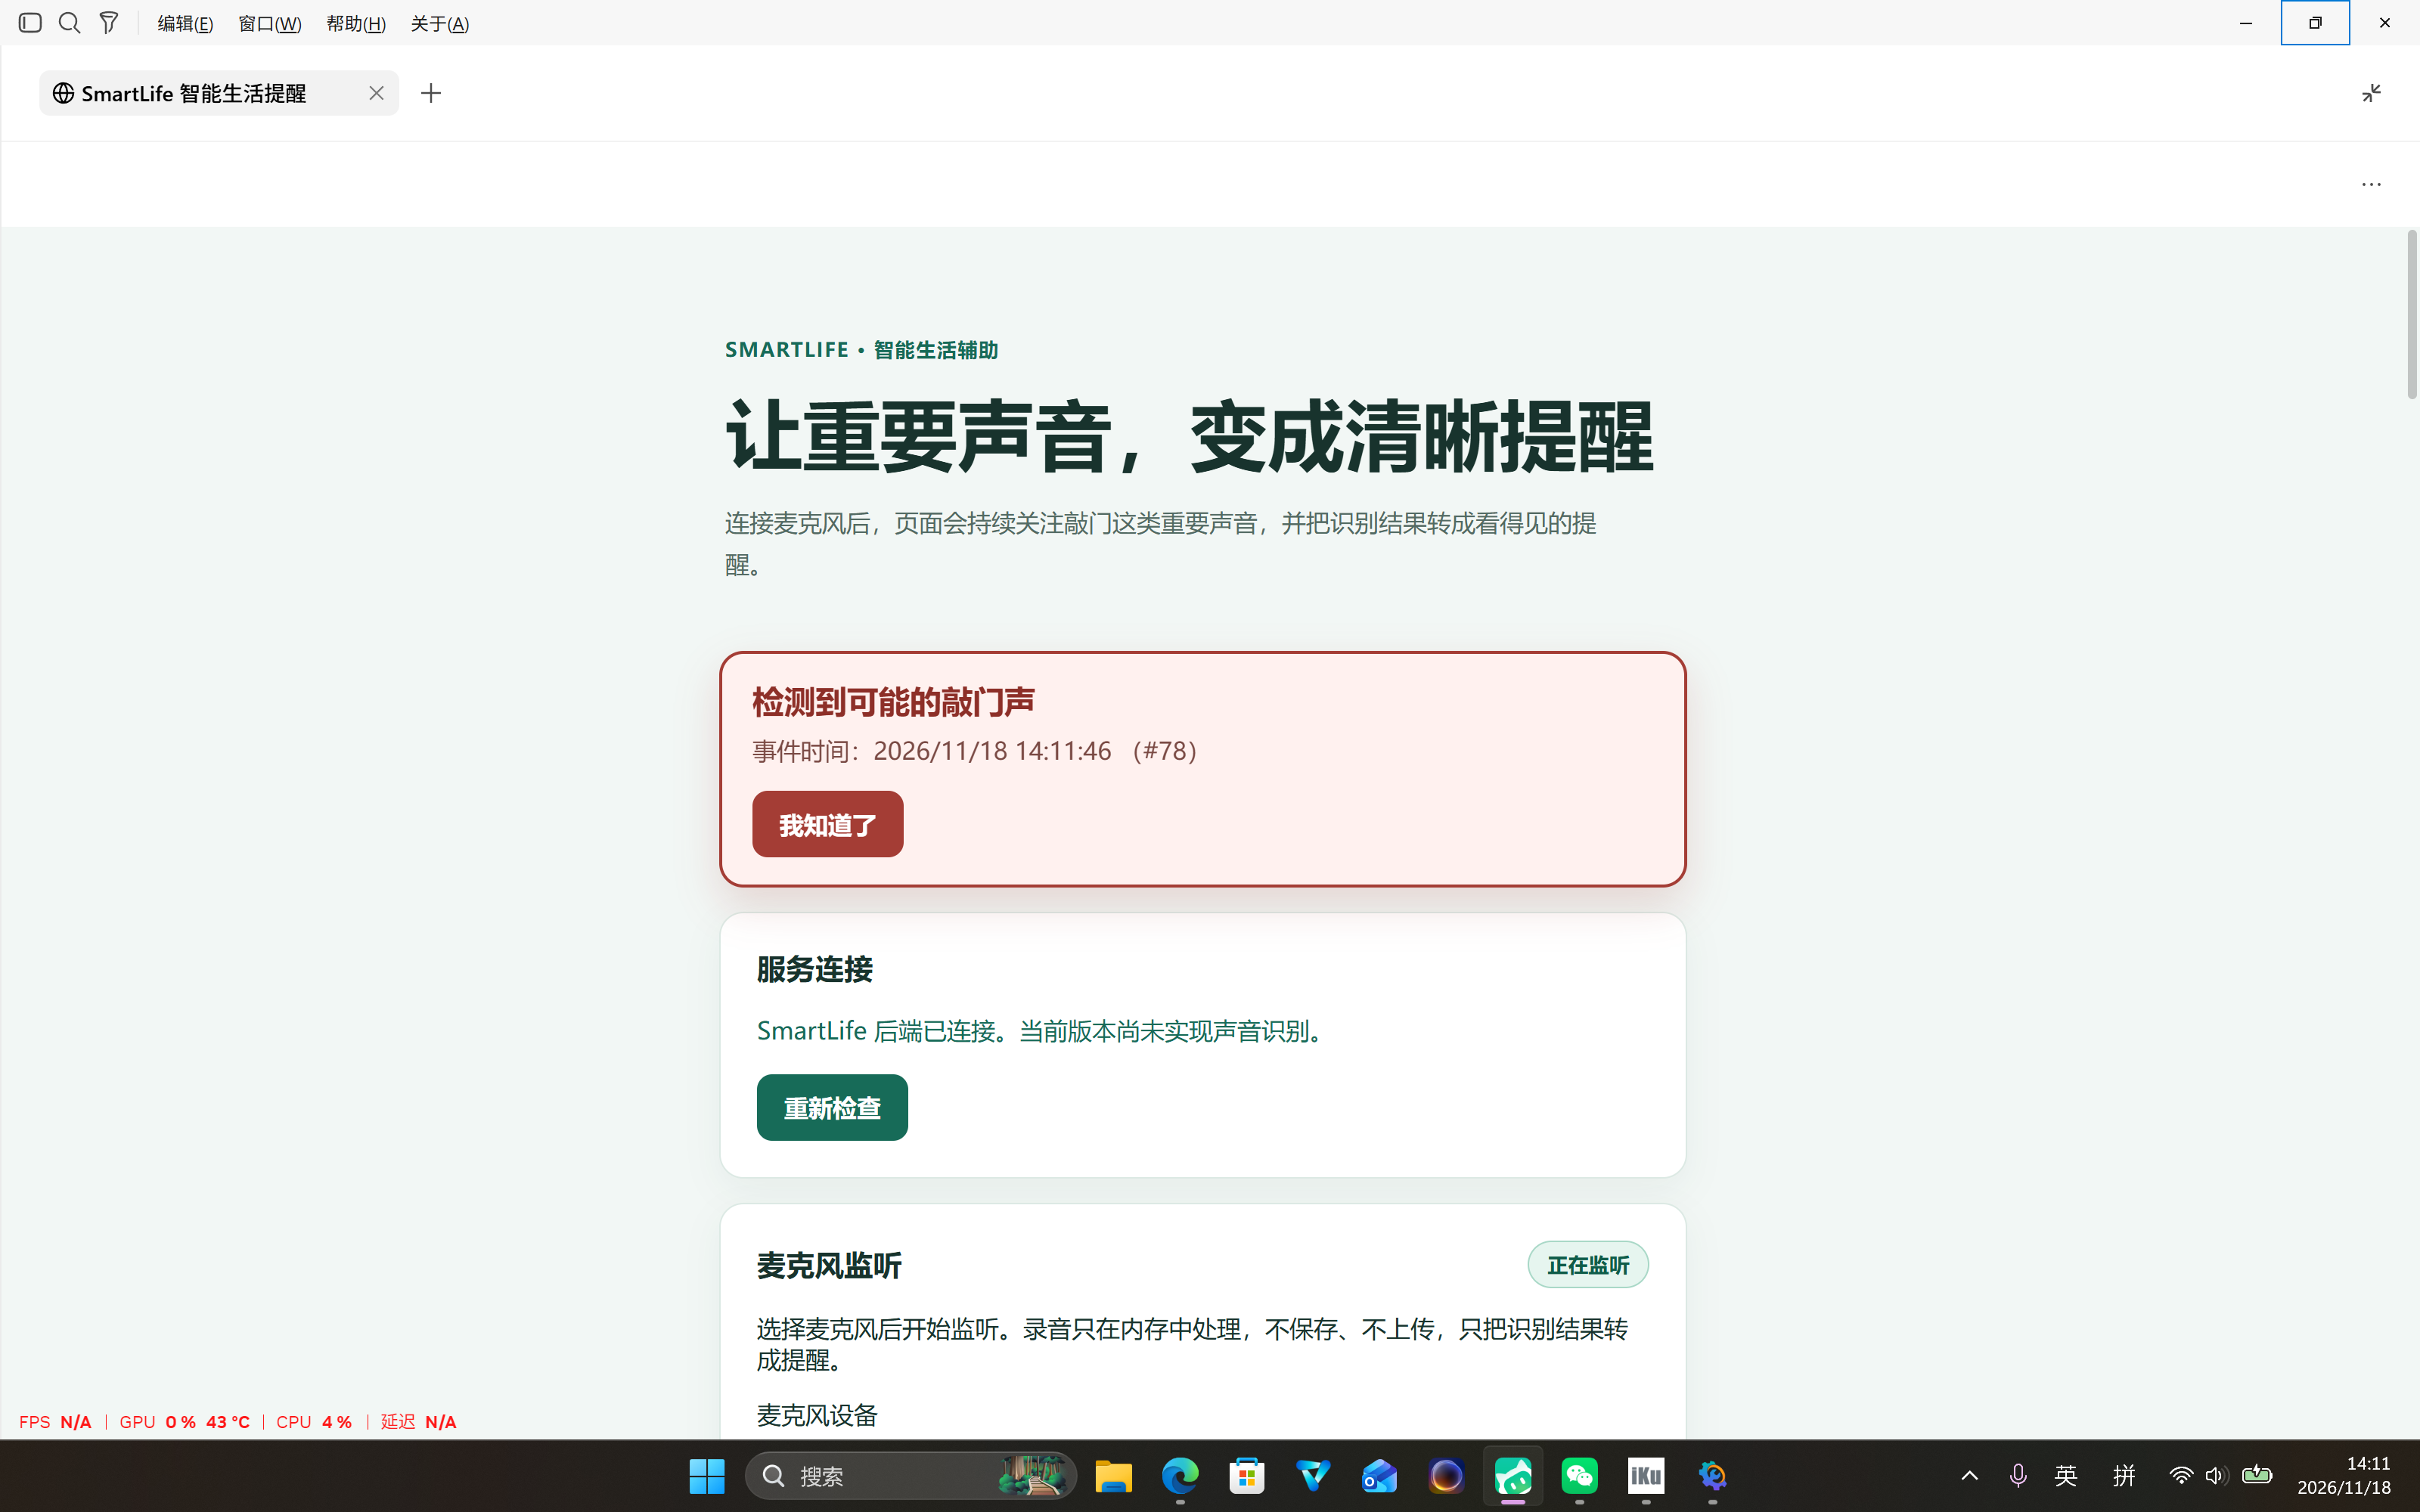 编辑(E) 窗口(W) 帮助(H) 关于(A)
SmartLife 智能生活提醒
SMARTLIFE • 智能生活辅助
让重要声音，变成清晰提醒
连接麦克风后，页面会持续关注敲门这类重要声音，并把识别结果转成看得见的提
醒。
检测到可能的敲门声
事件时间：2026/11/18 14:11:46 （#78）
我知道了
服务连接
SmartLife 后端已连接。当前版本尚未实现声音识别。
重新检查
麦克风监听
正在监听
选择麦克风后开始监听。录音只在内存中处理，不保存、不上传，只把识别结果转
成提醒。
麦克风设备
FPS N/A | GPU 0 % 43 °C | CPU 4 % | 延迟 N/A
搜索
iKu
英 拼
14:11
2026/11/18